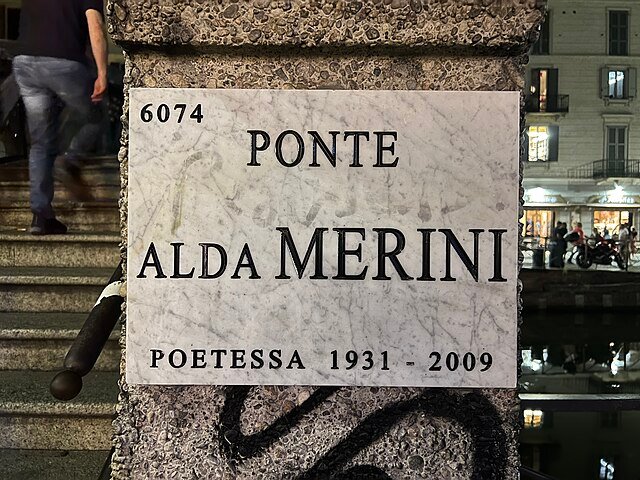 6074
PONTE
ALDA MERINI
POETESSA 1931 - 2009